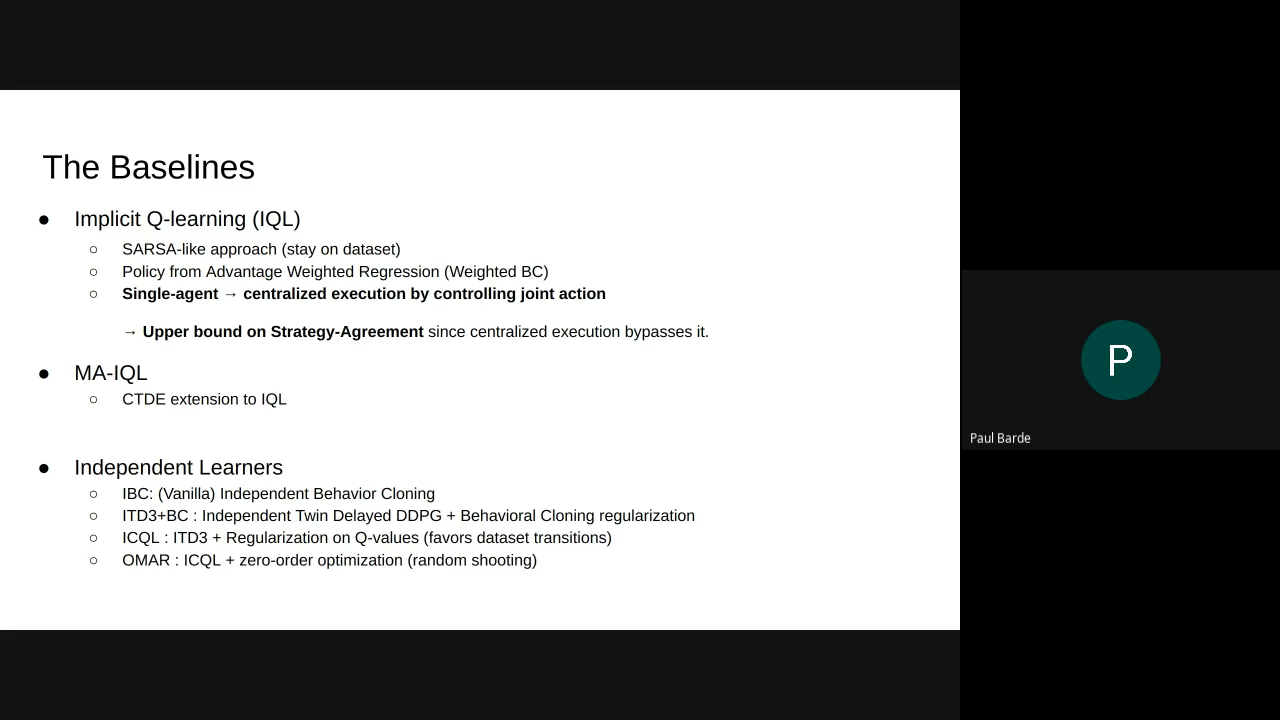 The Baselines
● Implicit Q-learning (IQL)
○ SARSA-like approach (stay on dataset)
○ Policy from Advantage Weighted Regression (Weighted BC)
○ Single-agent → centralized execution by controlling joint action
→ Upper bound on Strategy-Agreement since centralized execution bypasses it.
● MA-IQL
○ CTDE extension to IQL
● Independent Learners
○ IBC: (Vanilla) Independent Behavior Cloning
○ ITD3+BC : Independent Twin Delayed DDPG + Behavioral Cloning regularization
○ ICQL : ITD3 + Regularization on Q-values (favors dataset transitions)
○ OMAR : ICQL + zero-order optimization (random shooting)
P
Paul Barde